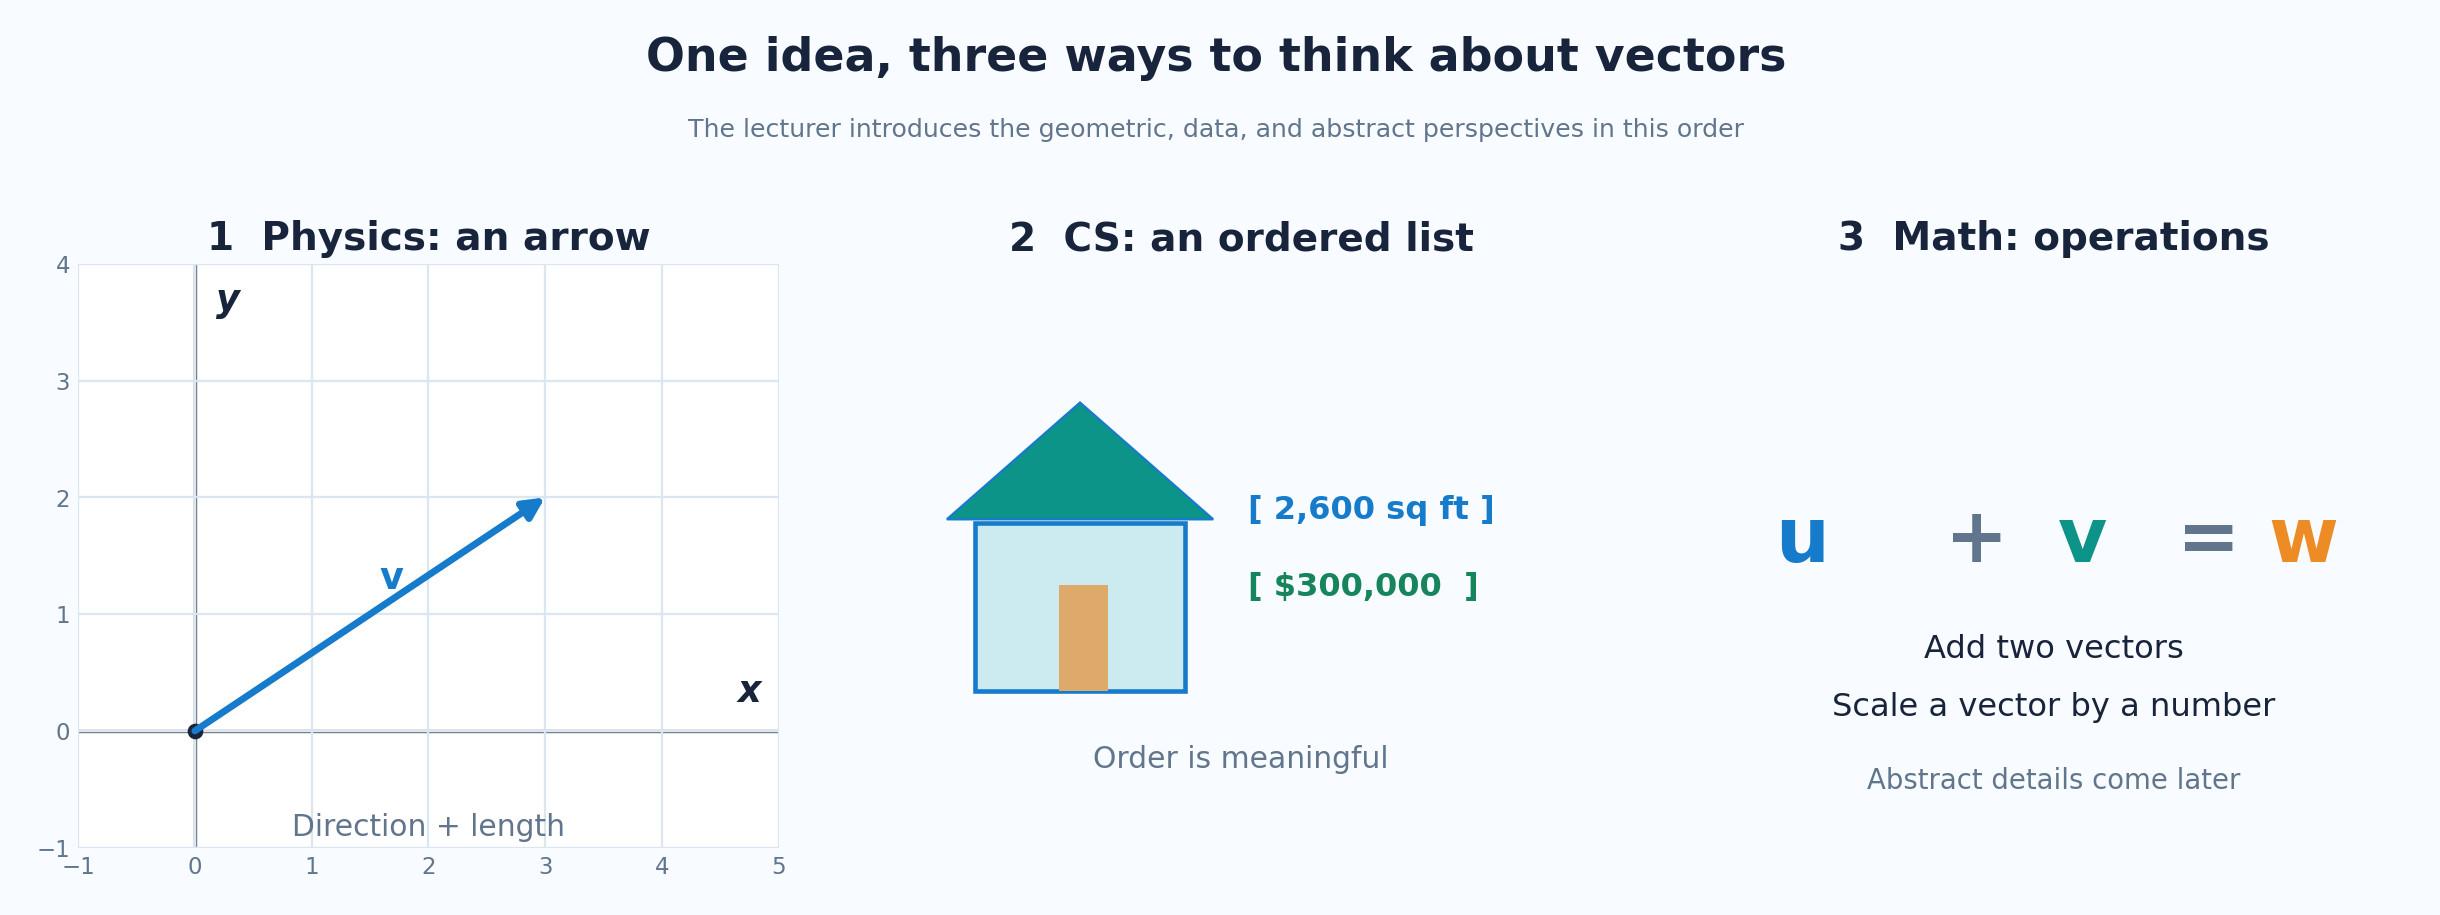 One idea, three ways to think about vectors
The lecturer introduces the geometric, data, and abstract perspectives in this order
1  Physics: an arrow
4
y
3
2
v
1
x
0
Direction + length
−1
−1 0 1 2 3 4 5
2  CS: an ordered list
[ 2,600 sq ft ]
[ $300,000  ]
Order is meaningful
3  Math: operations
u + v = w
Add two vectors
Scale a vector by a number
Abstract details come later